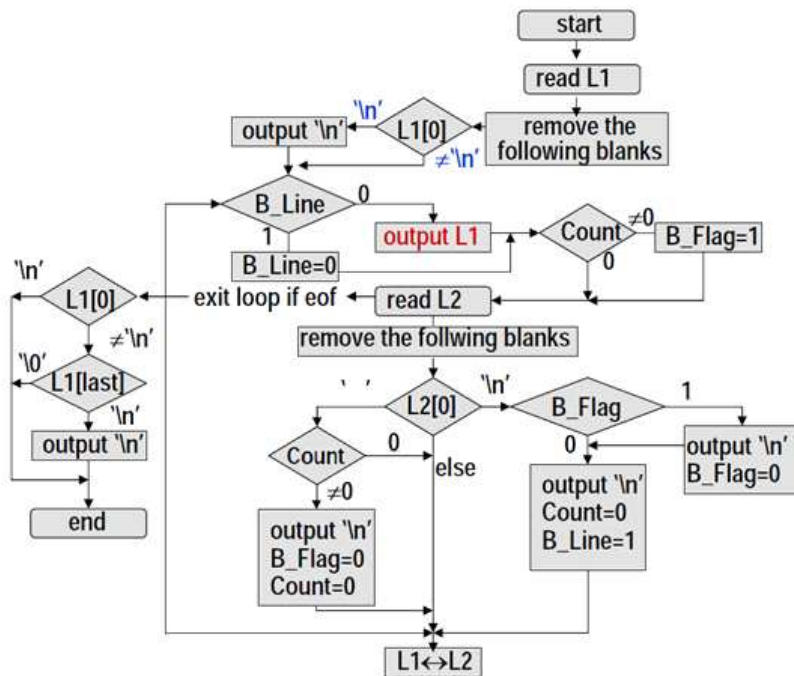 start
read L1
remove the
following blanks
L1[0]
'\n'
≠'\n'
output '\n'
B_Line
0
1
output L1
B_Line=0
Count
≠0
0
B_Flag=1
read L2
exit loop if eof
L1[0]
'\n'
≠'\n'
L1[last]
'\0'
'\n'
output '\n'
end
remove the follwing blanks
L2[0]
' '
'\n'
else
Count
0
≠0
output '\n'
B_Flag=0
Count=0
B_Flag
1
0
output '\n'
B_Flag=0
output '\n'
Count=0
B_Line=1
L1↔L2